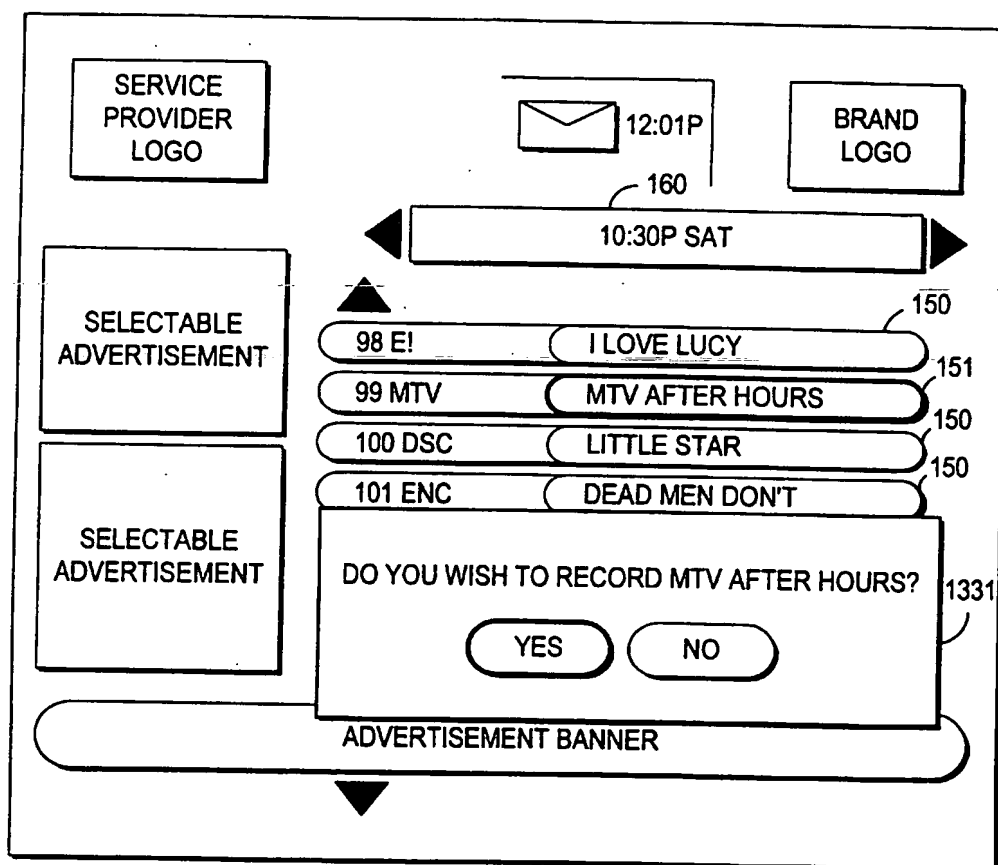 SERVICE
PROVIDER
LOGO
12:01P
BRAND
LOGO
160
10:30P SAT
SELECTABLE
ADVERTISEMENT
150
98 E! I LOVE LUCY
151
99 MTV MTV AFTER HOURS
150
100 DSC LITTLE STAR
150
101 ENC DEAD MEN DON'T
SELECTABLE
ADVERTISEMENT
DO YOU WISH TO RECORD MTV AFTER HOURS?
1331
YES NO
ADVERTISEMENT BANNER